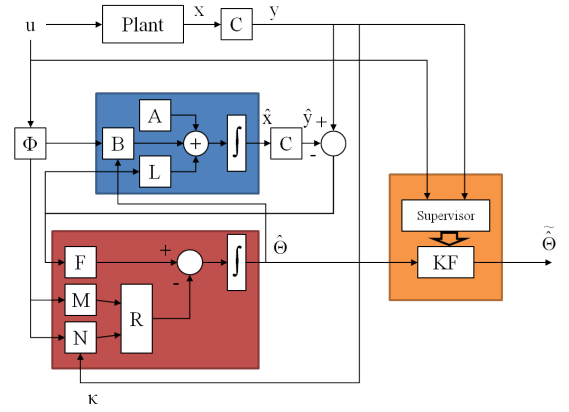 u Plant x C y
A x̂ ŷ +
Φ B + ∫ C
L -
Supervisor
+ ∫ Θ̂ Θ̂̃
F KF
-
M R
N
κ